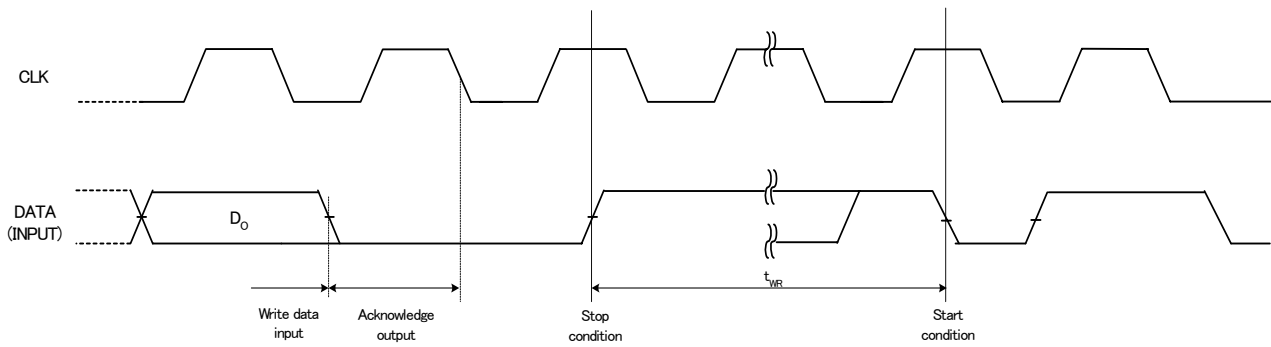 CLK
DATA
(INPUT)
DO
tWR
Write data
input
Acknowledge
output
Stop
condition
Start
condition